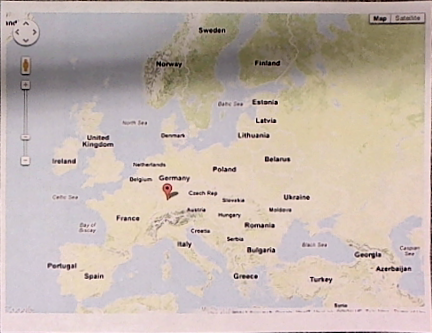 Map Satellite
Sweden
Norway
Finland
Baltic Sea
Estonia
North Sea
Latvia
Denmark
Lithuania
United
Kingdom
Ireland
Netherlands
Belarus
Belgium
Germany
Poland
Celtic Sea
Czech Rep
Slovakia
Ukraine
Austria
Hungary
Moldova
France
Bay of
Biscay
Croatia
Romania
Serbia
Italy
Bulgaria
Black Sea
Georgia
Caspian
Sea
Portugal
Spain
Greece
Turkey
Azerbaijan
Syria